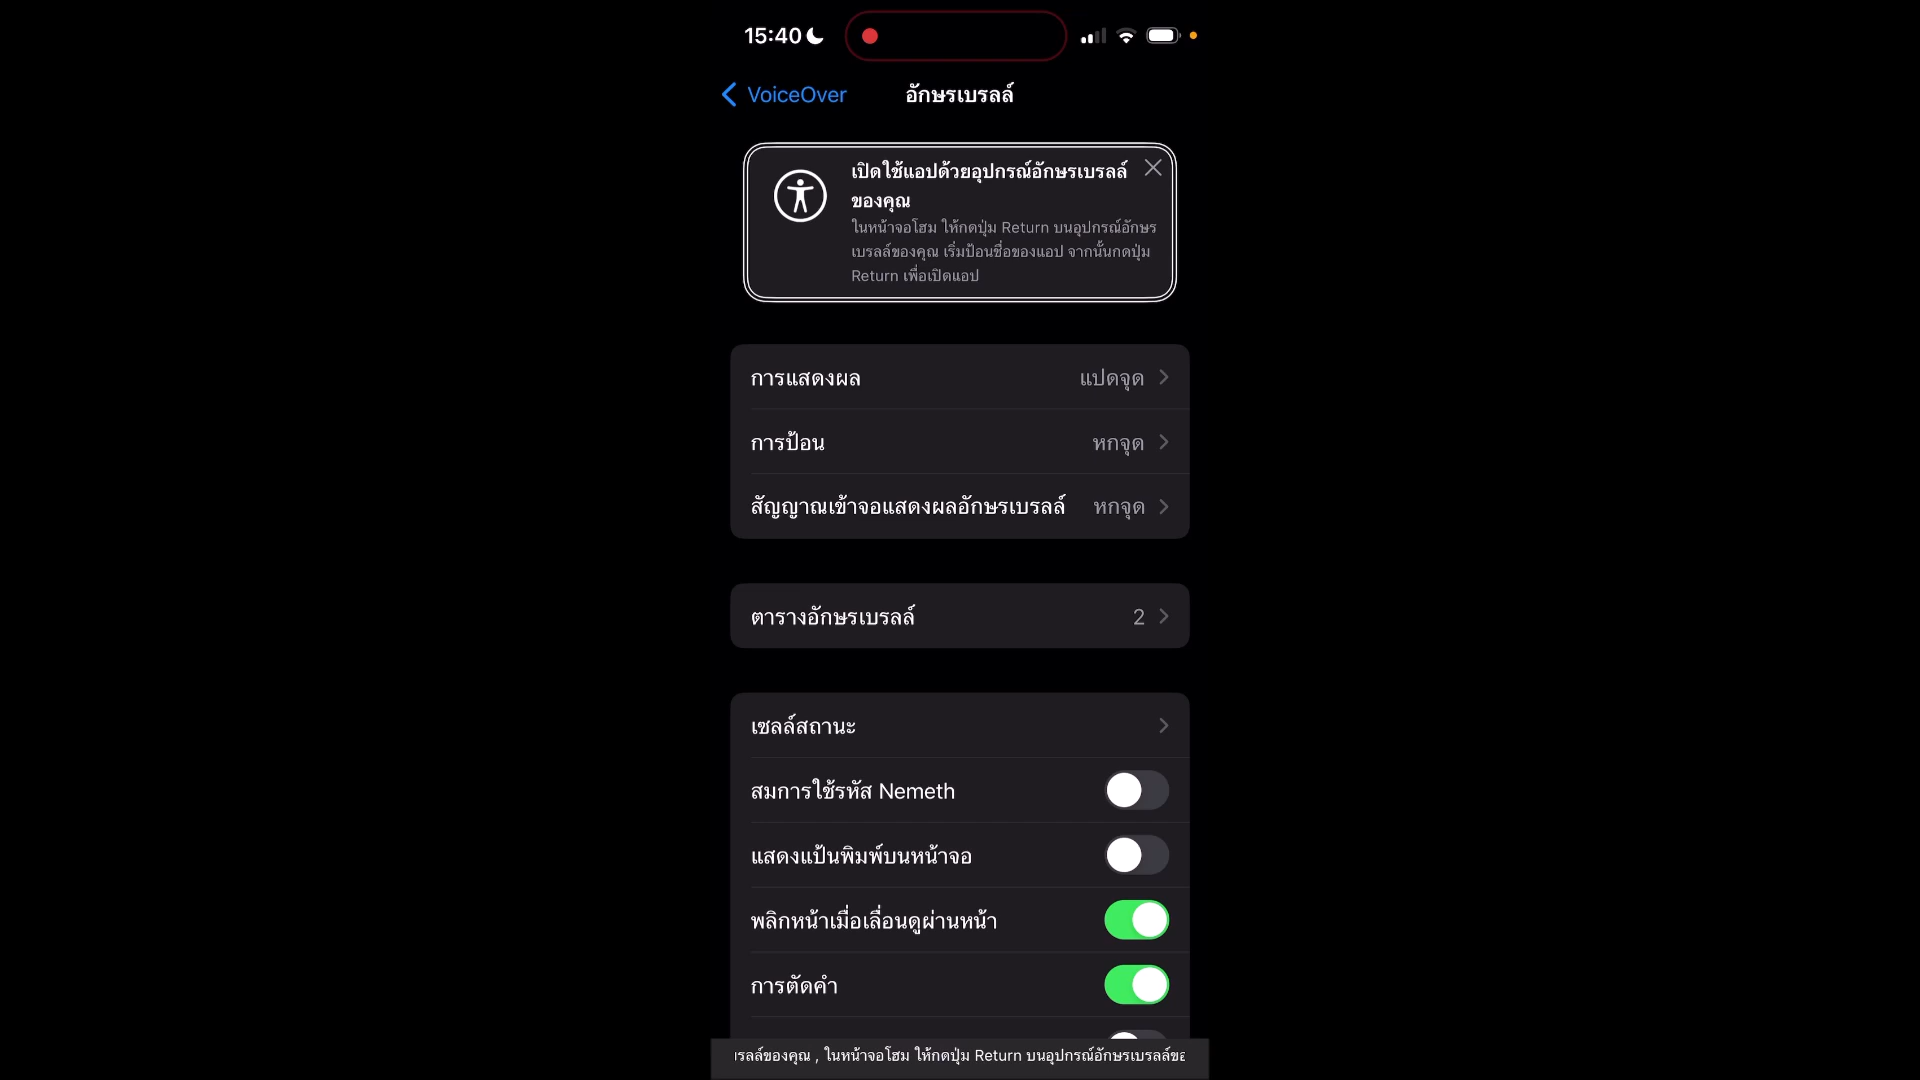 15:40
VoiceOver
อักษรเบรลล์
เปิดใช้แอปด้วยอุปกรณ์อักษรเบรลล์
ของคุณ
ในหน้าจอโฮม ให้กดปุ่ม Return บนอุปกรณ์อักษร
เบรลล์ของคุณ เริ่มป้อนชื่อของแอป จากนั้นกดปุ่ม
Return เพื่อเปิดแอป
การแสดงผล แปดจุด
การป้อน หกจุด
สัญญาณเข้าจอแสดงผลอักษรเบรลล์ หกจุด
ตารางอักษรเบรลล์ 2
เซลล์สถานะ
สมการใช้รหัส Nemeth
แสดงแป้นพิมพ์บนหน้าจอ
พลิกหน้าเมื่อเลื่อนดูผ่านหน้า
การตัดคำ
เรลล์ของคุณ , ในหน้าจอโฮม ให้กดปุ่ม Return บนอุปกรณ์อักษรเบรลล์ขอ